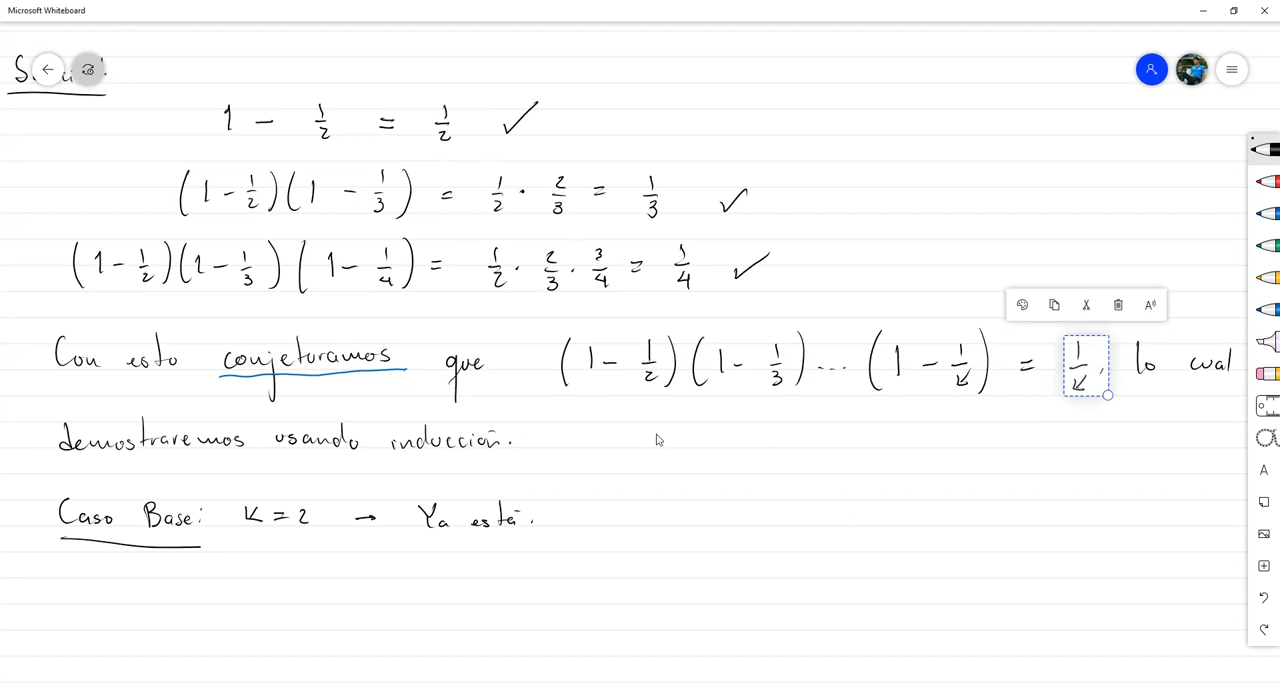 Microsoft Whiteboard
1 - 1/2 = 1/2 ✓
(1 - 1/2)(1 - 1/3) = 1/2 · 2/3 = 1/3 ✓
(1 - 1/2)(1 - 1/3)(1 - 1/4) = 1/2 · 2/3 · 3/4 = 1/4 ✓
Con esto conjeturamos que (1 - 1/2)(1 - 1/3)...(1 - 1/K) = 1/K, lo cual
demostraremos usando inducción.
Caso Base: K = 2 → Ya está.